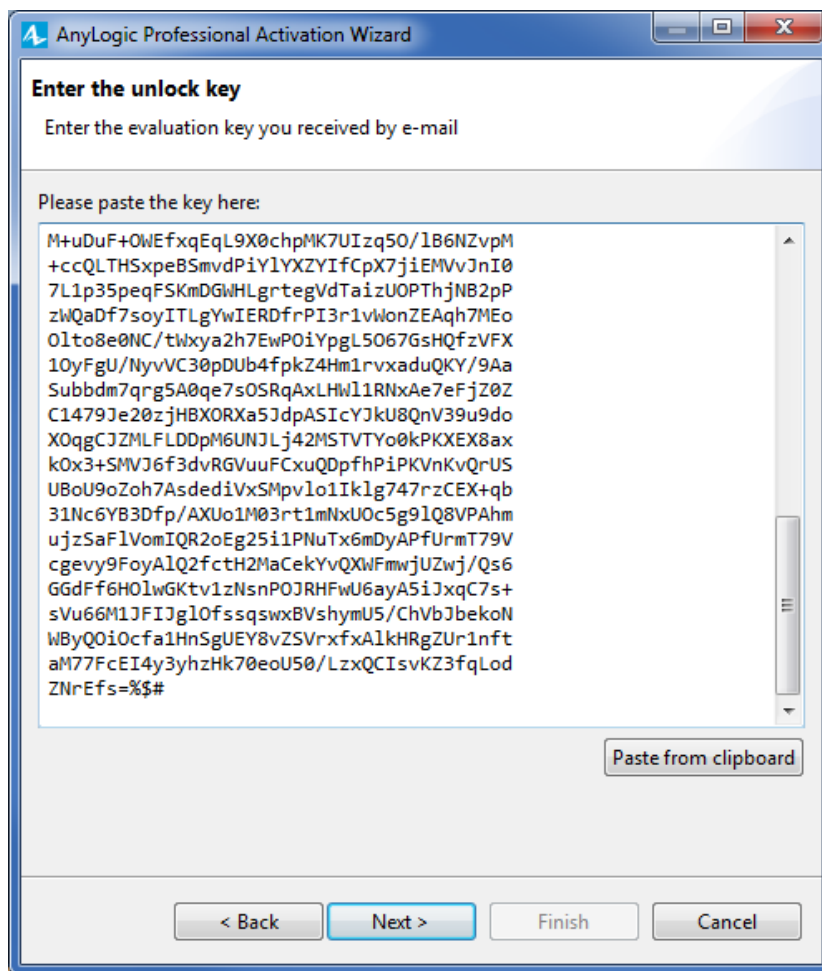 AnyLogic Professional Activation Wizard
Enter the unlock key
Enter the evaluation key you received by e-mail
Please paste the key here:
M+uDuF+OWEfxqEqL9X0chpMK7UIzq5O/lB6NZvpM
+ccQLTHSxpeBSmvdPiYlYXZYIfCpX7jiEMVvJnI0
7L1p35peqFSKmDGWHLgrtegVdTaizUOPThjNB2pP
zWQaDf7soyITLgYwIERDfrPI3r1vWonZEAqh7MEo
Olto8e0NC/tWxya2h7EwPOiYpgL5O67GsHQfzVFX
1OyFgU/NyvVC30pDUb4fpkZ4Hm1rvxaduQKY/9Aa
Subbdm7qrg5A0qe7sOSRqAxLHWl1RNxAe7eFjZ0Z
C1479Je20zjHBXORXa5JdpASIcYJkU8QnV39u9do
XOqgCJZMLFLDDpM6UNJLj42MSTVTYo0kPKXEX8ax
kOx3+SMVJ6f3dvRGVuuFCxuQDpfhPiPKVnKvQrUS
UBoU9oZoh7AsdediVxSMpvlo1Iklg747rzCEX+qb
31Nc6YB3Dfp/AXUo1M03rt1mNxUOc5g9lQ8VPAhm
ujzSaFlVomIQR2oEg25i1PNuTx6mDyAPfUrmT79V
cgevy9FoyAlQ2fctH2MaCekYvQXWFmwjUZwj/Qs6
GGdFf6HOlwGKtv1zNsnPOJRHFwU6ayA5iJxqC7s+
sVu66M1JFIJglOfssqswxBVshymU5/ChVbJbekoN
WByQOiOcfa1HnSgUEY8vZSVrxfxAlkHRgZUr1nft
aM77FcEI4y3yhzHk70eoU50/LzxQCIsvKZ3fqLod
ZNrEfs=%$#
Paste from clipboard
< Back
Next >
Finish
Cancel